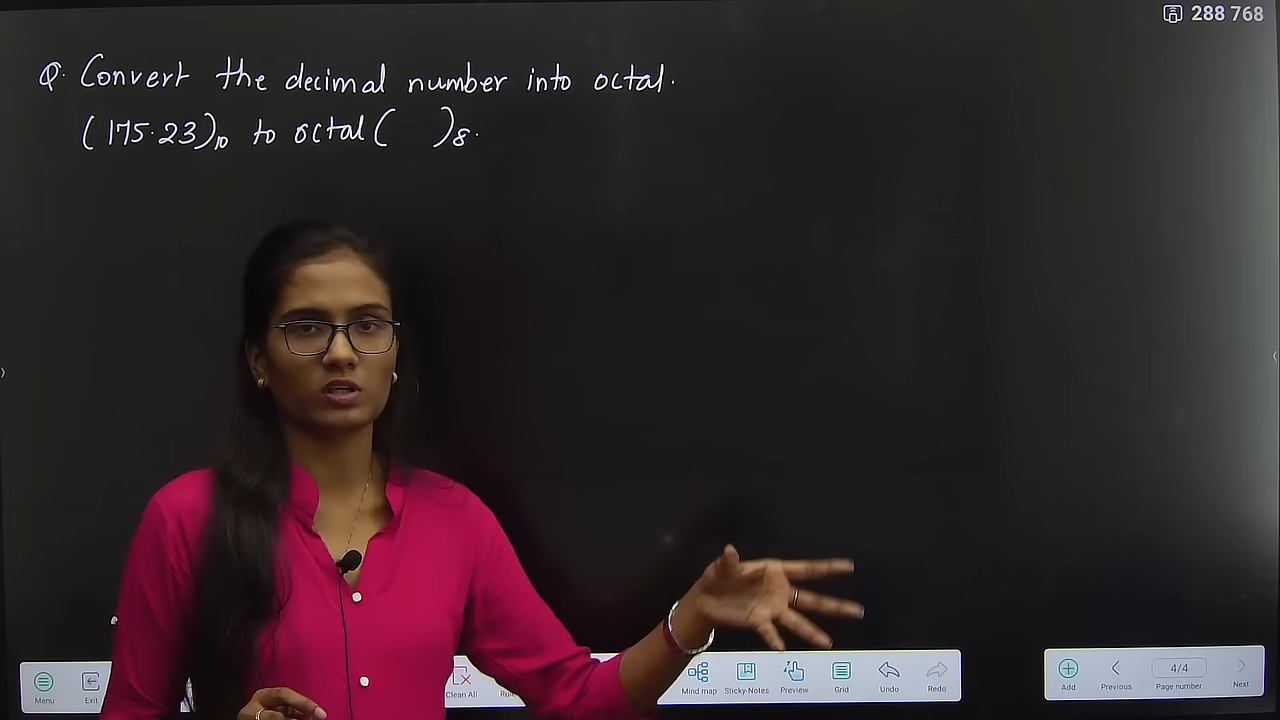 288 768
Q. Convert the decimal number into octal.
(175.23)10 to octal ( )8.
Menu Exit Clean All Mind map Sticky-Notes Preview Grid Undo Redo Add Previous 4/4 Page number Next